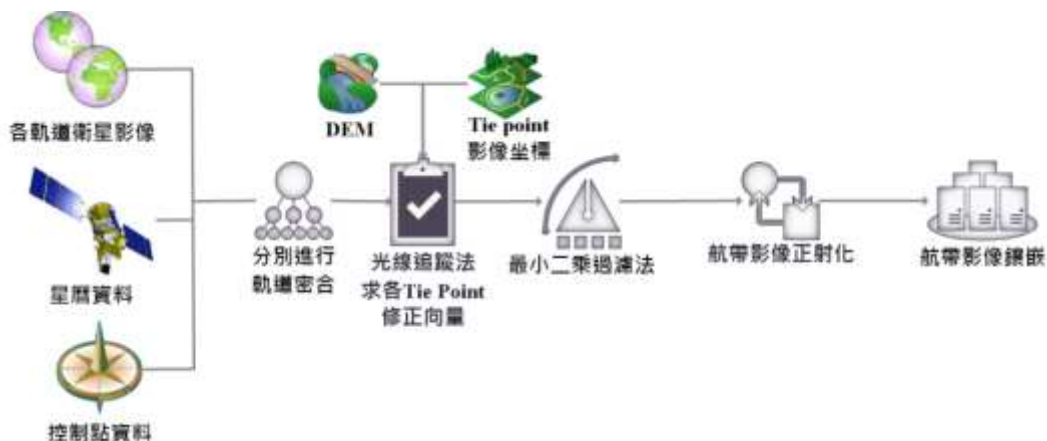 各軌道衛星影像
星曆資料
控制點資料
分別進行
軌道密合
DEM
Tie point
影像坐標
光線追蹤法
求各Tie Point
修正向量
最小二乘過濾法
航帶影像正射化
航帶影像鑲嵌